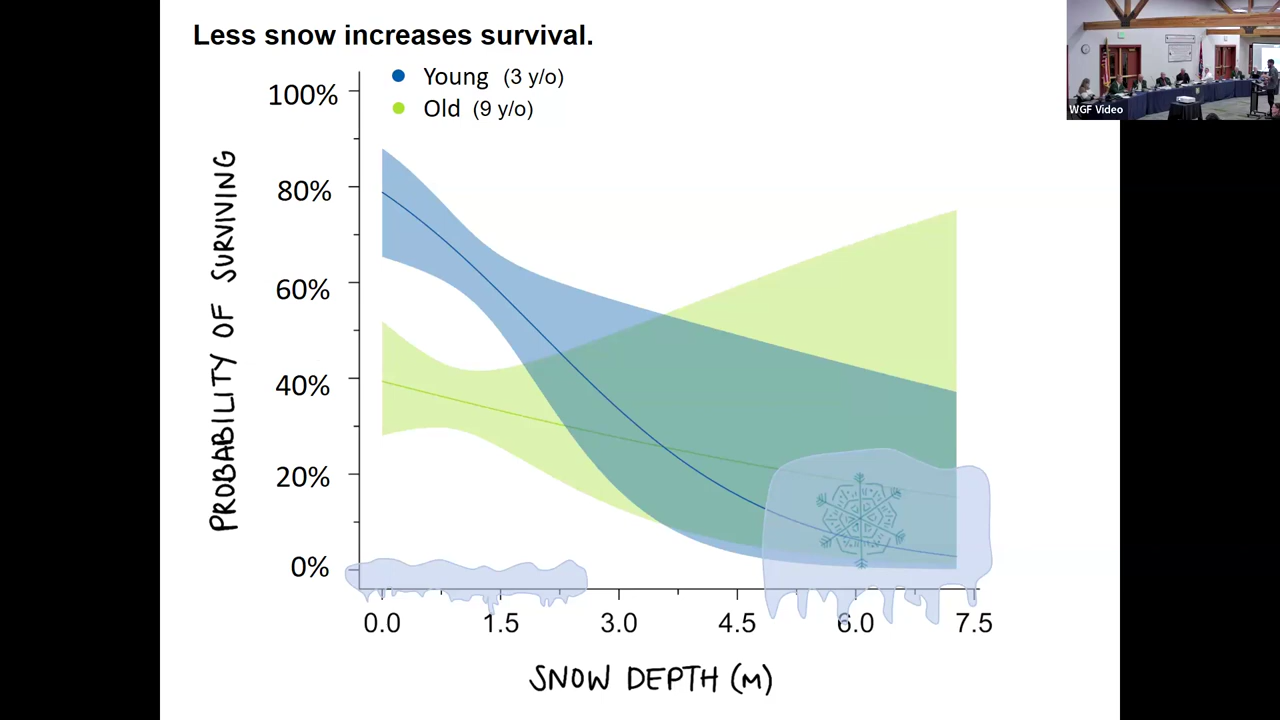 Less snow increases survival.
Young (3 y/o)
Old (9 y/o)
100%
80%
60%
40%
20%
0%
PROBABILITY OF SURVIVING
0.0 1.5 3.0 4.5 6.0 7.5
SNOW DEPTH (M)
WGF Video